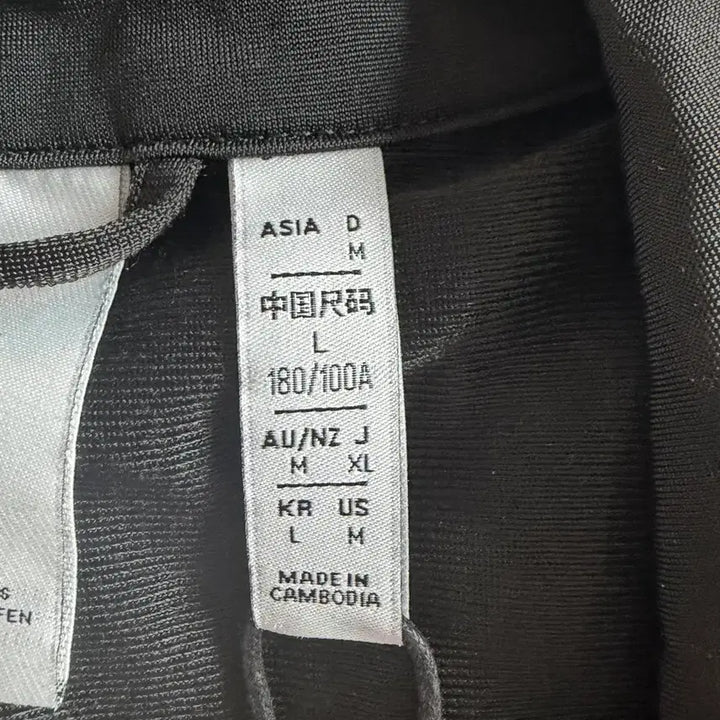 ASIA D
M
中国尺码
L
180/100A
AU/NZ J
M XL
KR US
L M
MADE IN
CAMBODIA
S
FEN